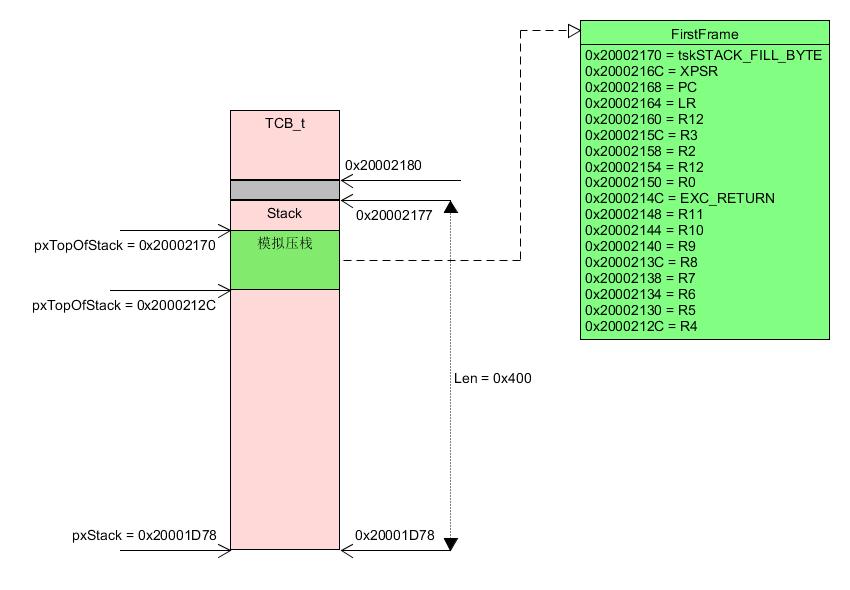 FirstFrame
0x20002170 = tskSTACK_FILL_BYTE
0x2000216C = XPSR
0x20002168 = PC
0x20002164 = LR
0x20002160 = R12
0x2000215C = R3
0x20002158 = R2
0x20002154 = R12
0x20002150 = R0
0x2000214C = EXC_RETURN
0x20002148 = R11
0x20002144 = R10
0x20002140 = R9
0x2000213C = R8
0x20002138 = R7
0x20002134 = R6
0x20002130 = R5
0x2000212C = R4
TCB_t
0x20002180
Stack
0x20002177
pxTopOfStack = 0x20002170
模拟压栈
pxTopOfStack = 0x2000212C
Len = 0x400
pxStack = 0x20001D78
0x20001D78